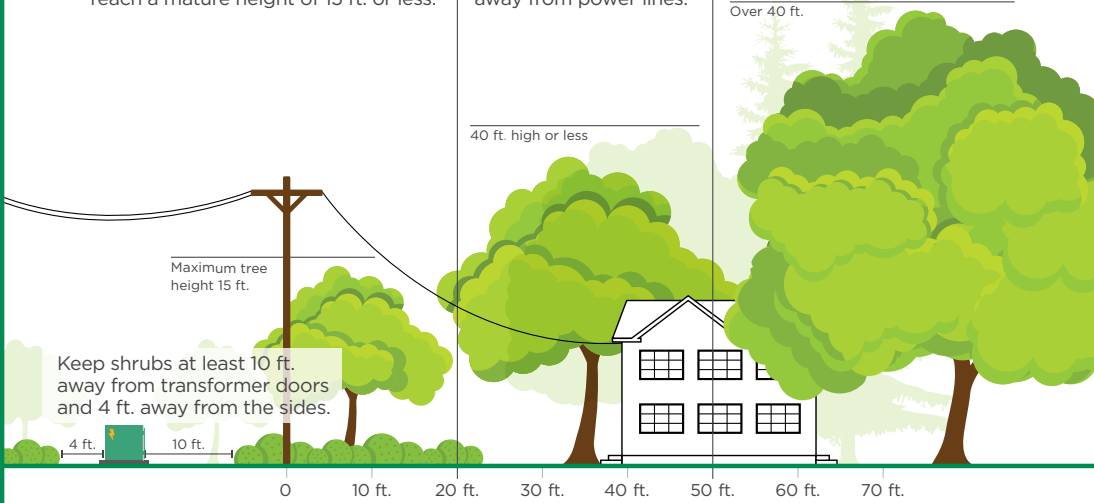 reach a mature height of 15 ft. or less.
away from power lines.
Over 40 ft.
40 ft. high or less
Maximum tree
height 15 ft.
Keep shrubs at least 10 ft.
away from transformer doors
and 4 ft. away from the sides.
4 ft.
10 ft.
0
10 ft.
20 ft.
30 ft.
40 ft.
50 ft.
60 ft.
70 ft.